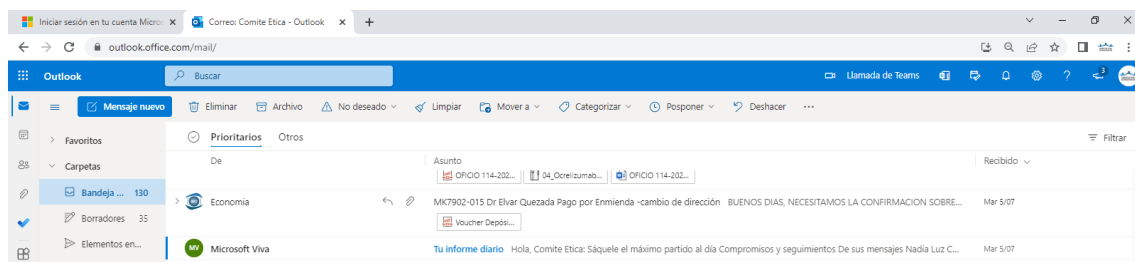 Iniciar sesión en tu cuenta Micros
Correo: Comite Etica - Outlook
outlook.office.com/mail/
Outlook
Buscar
Llamada de Teams
3
Mensaje nuevo
Eliminar
Archivo
No deseado
Limpiar
Mover a
Categorizar
Posponer
Deshacer
Favoritos
Prioritarios Otros
Filtrar
Carpetas
De
Asunto
Recibido
OFICIO 114-202...
04_Ocrelizumab...
OFICIO 114-202...
Bandeja ... 130
Economia
MK7902-015 Dr Elvar Quezada Pago por Enmienda -cambio de dirección BUENOS DIAS, NECESITAMOS LA CONFIRMACION SOBRE...
Mar 5/07
Borradores 35
Voucher Depósi...
Elementos en...
MV
Microsoft Viva
Tu informe diario Hola, Comite Etica: Sáquele el máximo partido al día Compromisos y seguimientos De sus mensajes Nadia Luz C...
Mar 5/07